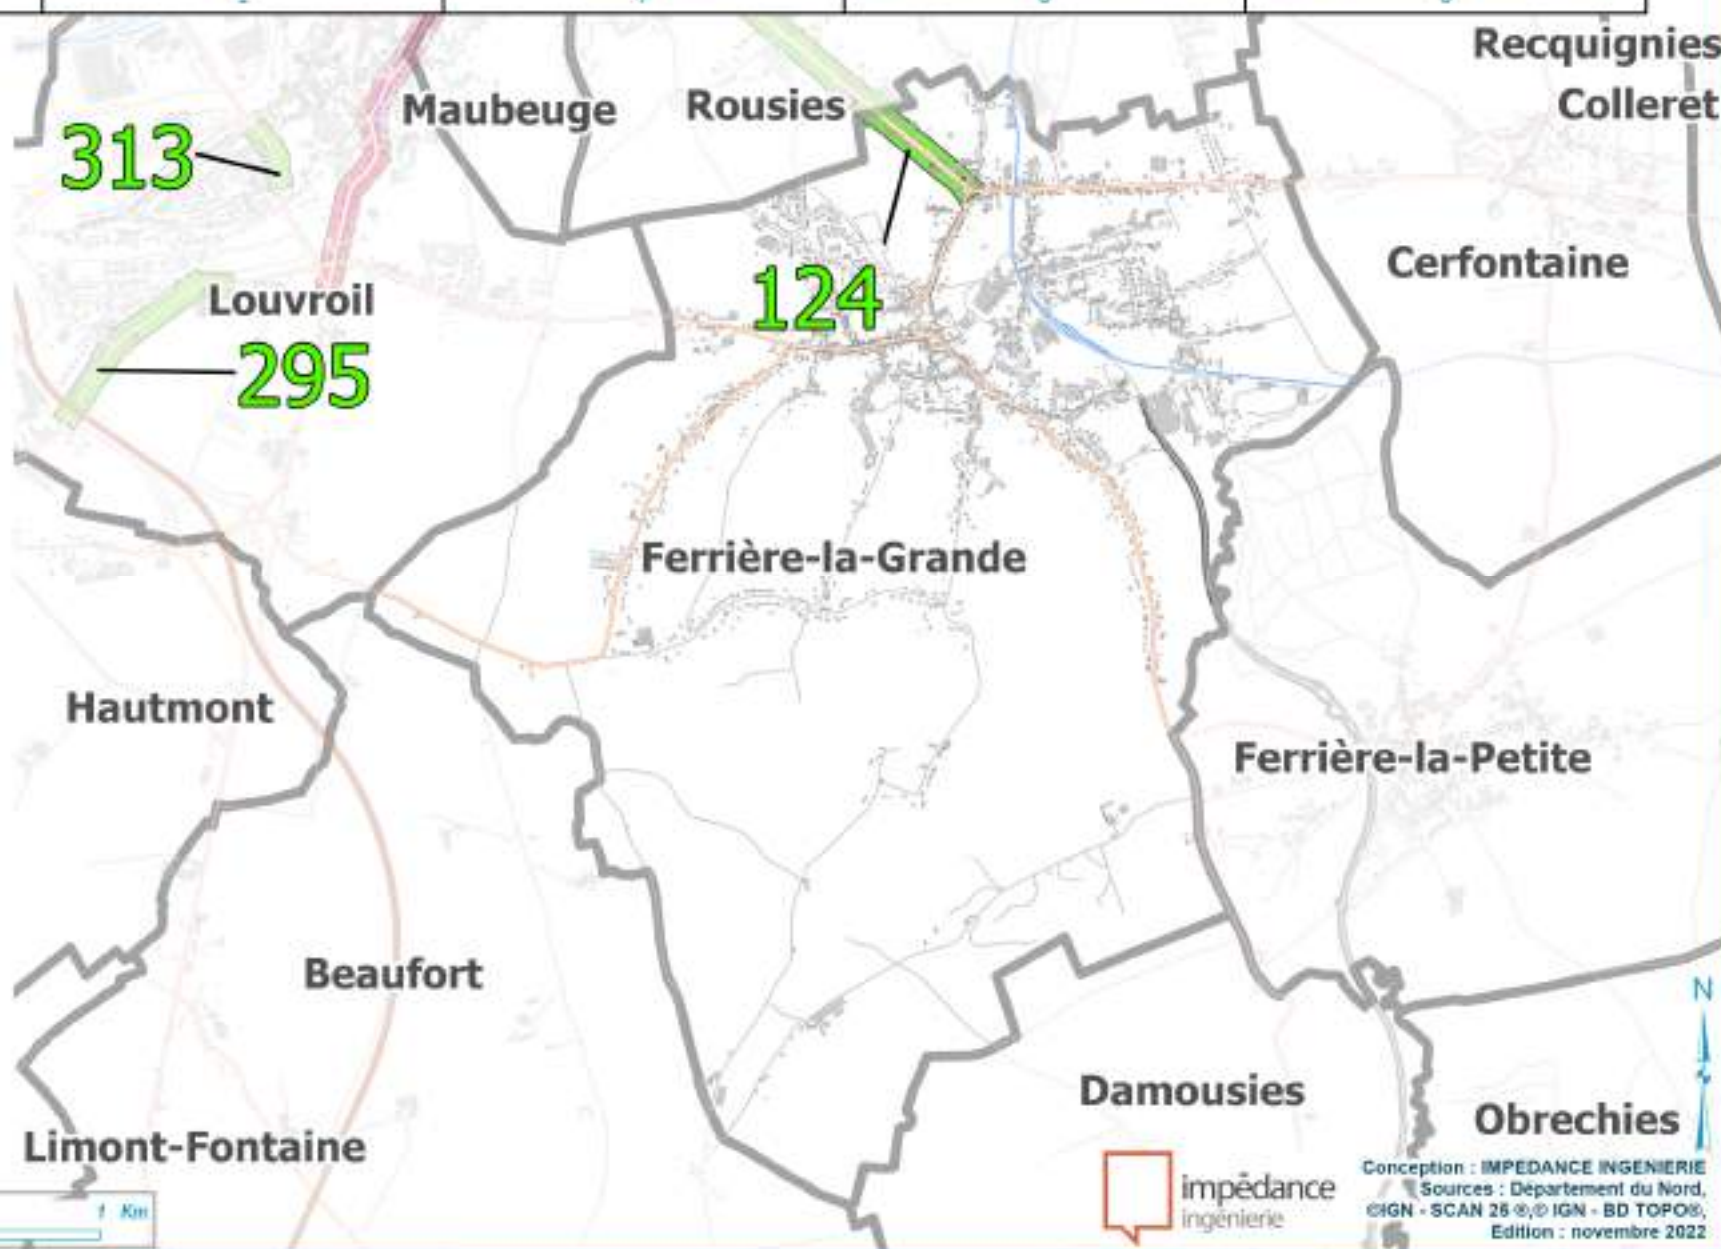 Recquignies
Maubeuge
Rousies
Colleret
313
Cerfontaine
124
Louvroil
295
Ferrière-la-Grande
Hautmont
Ferrière-la-Petite
Beaufort
N
Damousies
Obrechies
Limont-Fontaine
1 Km
impédance
ingénierie
Conception : IMPEDANCE INGENIERIE
Sources : Département du Nord,
©IGN - SCAN 25 ®,© IGN - BD TOPO®,
Edition : novembre 2022